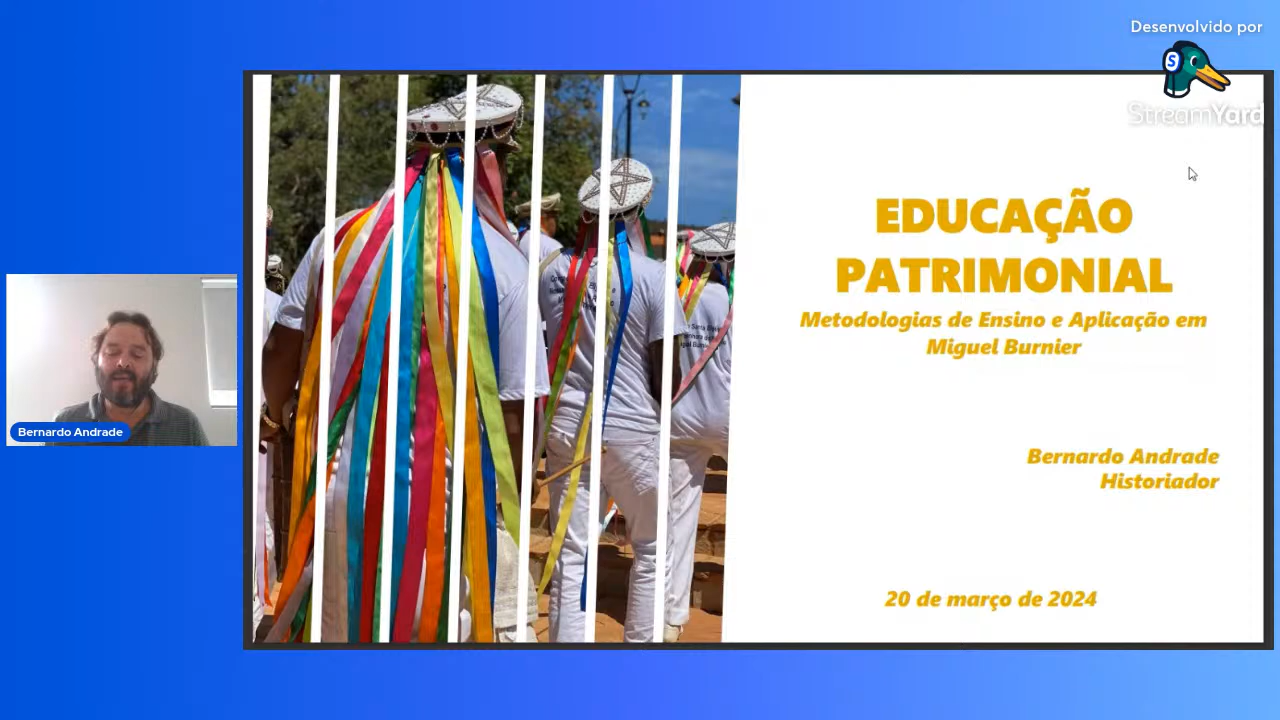 Desenvolvido por
StreamYard
EDUCAÇÃO
PATRIMONIAL
Metodologias de Ensino e Aplicação em
Miguel Burnier
Bernardo Andrade
Historiador
20 de março de 2024
Bernardo Andrade